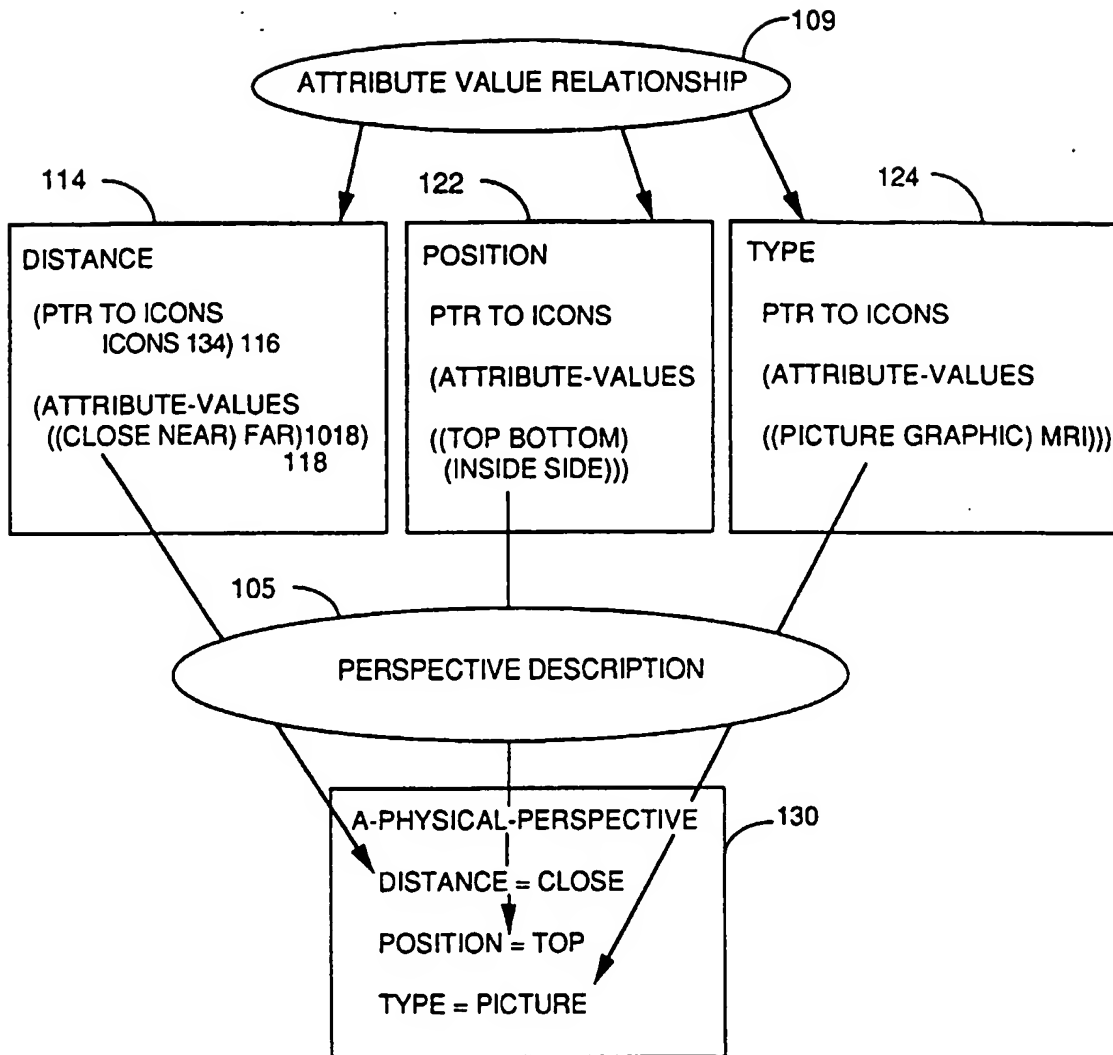 109
ATTRIBUTE VALUE RELATIONSHIP
114
122
124
DISTANCE
(PTR TO ICONS
ICONS 134) 116
(ATTRIBUTE-VALUES
((CLOSE NEAR) FAR)1018)
118
POSITION
PTR TO ICONS
(ATTRIBUTE-VALUES
((TOP BOTTOM)
(INSIDE SIDE)))
TYPE
PTR TO ICONS
(ATTRIBUTE-VALUES
((PICTURE GRAPHIC) MRI)))
105
PERSPECTIVE DESCRIPTION
130
A-PHYSICAL-PERSPECTIVE
DISTANCE = CLOSE
POSITION = TOP
TYPE = PICTURE